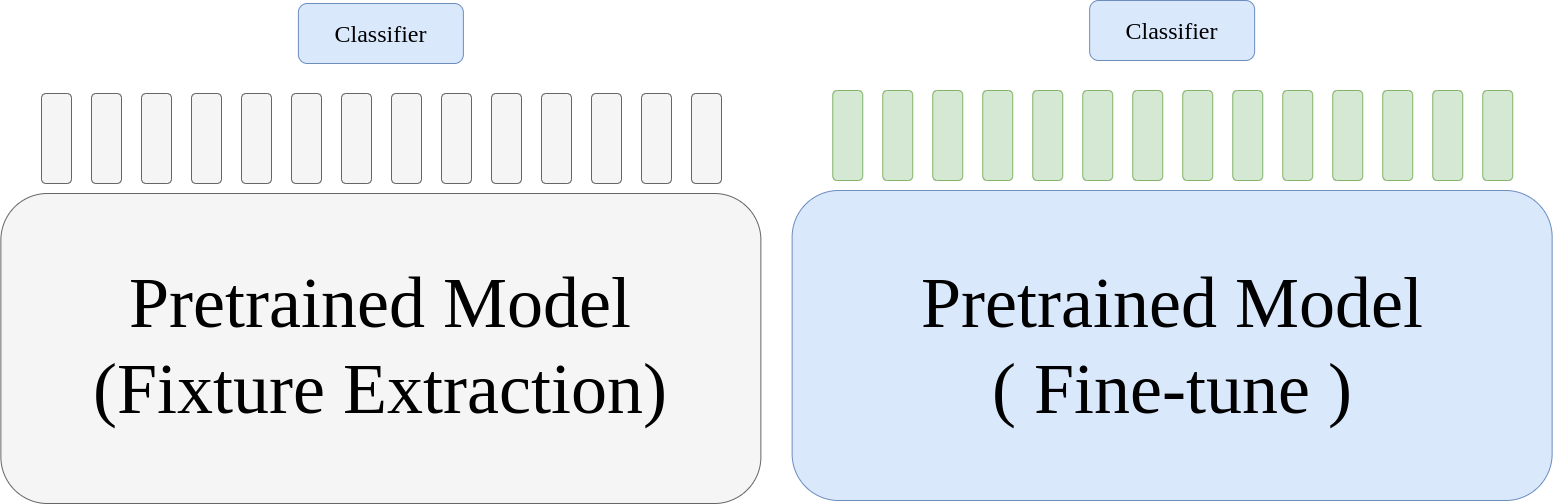 Classifier
Pretrained Model
(Fixture Extraction)
Classifier
Pretrained Model
( Fine-tune )